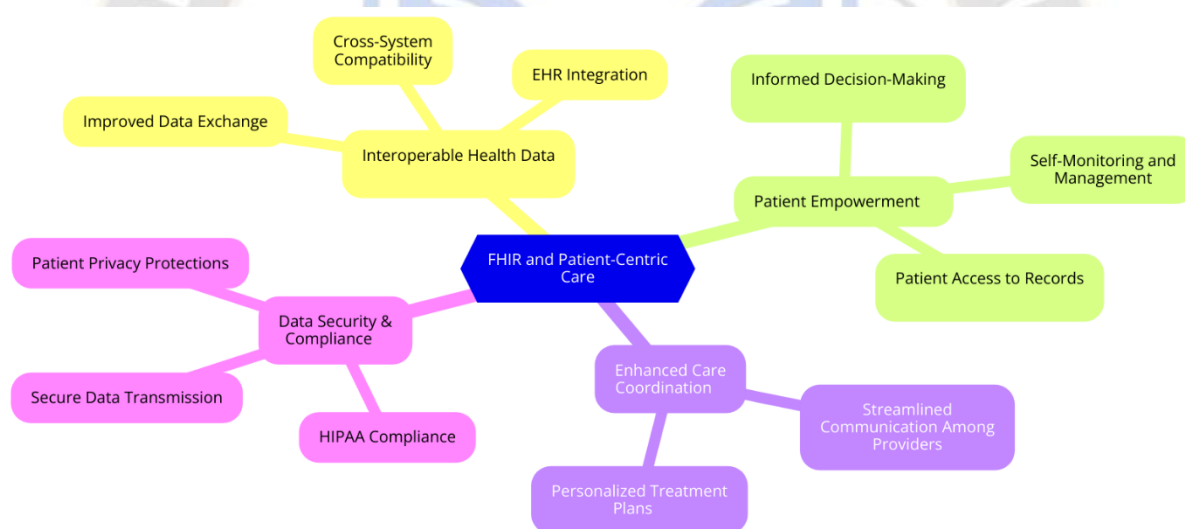 Cross-System
Compatibility
EHR Integration
Improved Data Exchange
Interoperable Health Data
Informed Decision-Making
Self-Monitoring and
Management
Patient Empowerment
Patient Access to Records
FHIR and Patient-Centric
Care
Patient Privacy Protections
Data Security &
Compliance
Secure Data Transmission
HIPAA Compliance
Enhanced Care
Coordination
Streamlined
Communication Among
Providers
Personalized Treatment
Plans